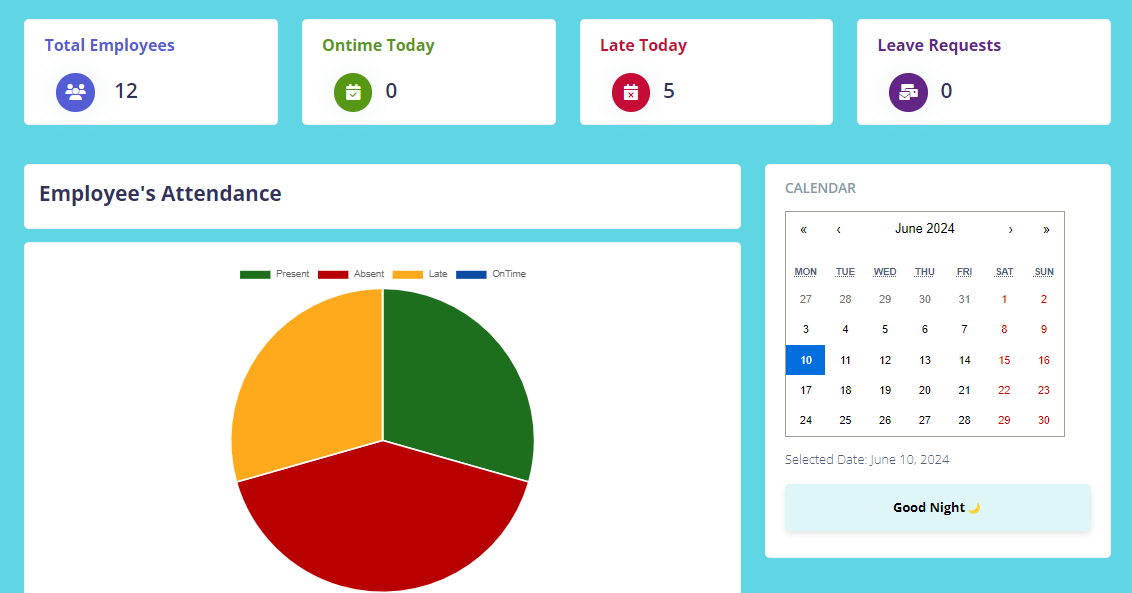 Total Employees
12
Ontime Today
0
Late Today
5
Leave Requests
0
Employee's Attendance
Present Absent Late OnTime
CALENDAR
« ‹ June 2024 › »
MON TUE WED THU FRI SAT SUN
27 28 29 30 31 1 2
3 4 5 6 7 8 9
10 11 12 13 14 15 16
17 18 19 20 21 22 23
24 25 26 27 28 29 30
Selected Date: June 10, 2024
Good Night🌙